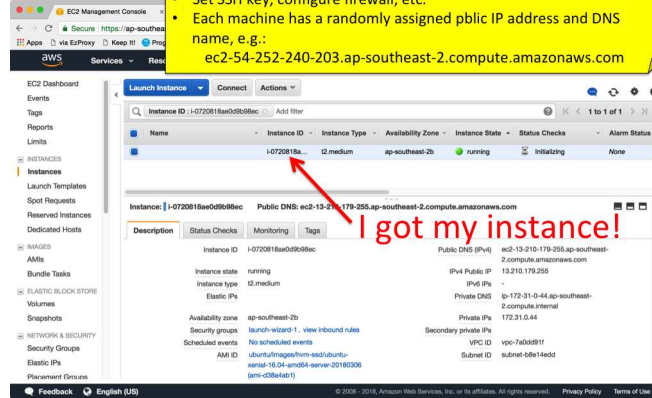 EC2 Management Console
Set SSH key, configure firewall, etc.
• Each machine has a randomly assigned pblic IP address and DNS
name, e.g.:
ec2-54-252-240-203.ap-southeast-2.compute.amazonaws.com
Secure https://ap-southeas
Apps via EzProxy Keep It!
aws Services
EC2 Dashboard
Events
Tags
Reports
Limits
INSTANCES
Instances
Launch Templates
Spot Requests
Reserved Instances
Dedicated Hosts
IMAGES
AMIs
Bundle Tasks
ELASTIC BLOCK STORE
Volumes
Snapshots
NETWORK & SECURITY
Security Groups
Elastic IPs
Placement Groups
Launch Instance Connect Actions
Instance ID : i-0720818ae0d9b98ec Add filter 1 to 1 of 1
Name Instance ID Instance Type Availability Zone Instance State Status Checks Alarm Status
i-0720818a... t2.medium ap-southeast-2b running Initializing None
I got my instance!
Instance: i-0720818ae0d9b98ec Public DNS: ec2-13-210-179-255.ap-southeast-2.compute.amazonaws.com
Description Status Checks Monitoring Tags
Instance ID i-0720818ae0d9b98ec
Instance state running
Instance type t2.medium
Elastic IPs
Availability zone ap-southeast-2b
Security groups launch-wizard-1 . view inbound rules
Scheduled events No scheduled events
AMI ID ubuntu/images/hvm-ssd/ubuntu-
xenial-16.04-amd64-server-20180306
(ami-d38a4ab1)
Public DNS (IPv4) ec2-13-210-179-255.ap-southeast-
2.compute.amazonaws.com
IPv4 Public IP 13.210.179.255
IPv6 IPs -
Private DNS ip-172-31-0-44.ap-southeast-
2.compute.internal
Private IPs 172.31.0.44
Secondary private IPs
VPC ID vpc-7a0dd91f
Subnet ID subnet-b8e14edd
Feedback English (US) © 2008 - 2018, Amazon Web Services, Inc. or its affiliates. All rights reserved. Privacy Policy Terms of Use